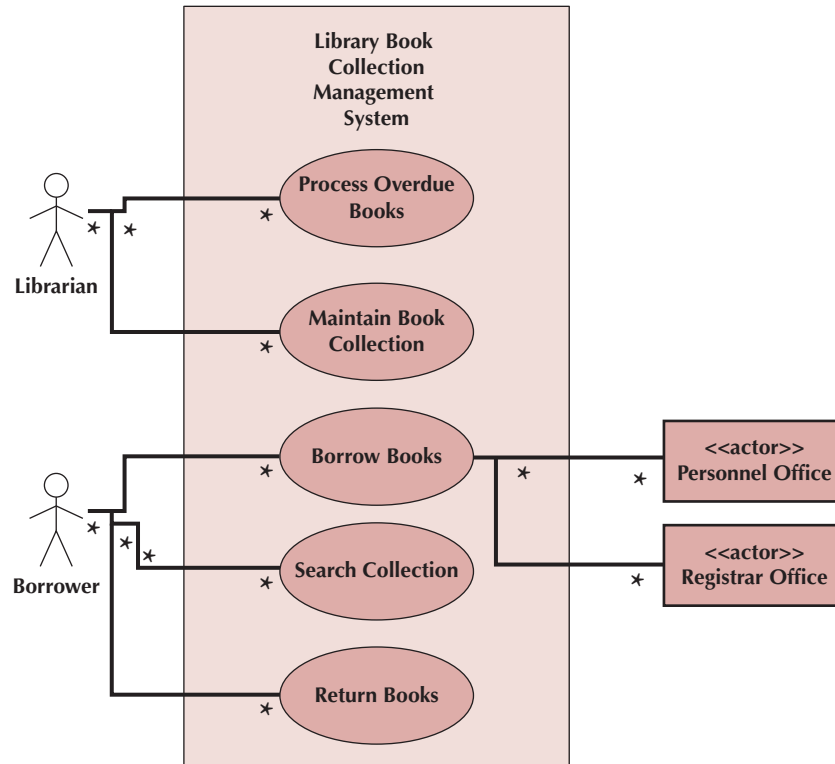 Library Book
Collection
Management
System
Process Overdue
Books
*
*
*
Librarian
Maintain Book
Collection
*
Borrow Books
*
*
<<actor>>
Personnel Office
*
*
*
*
Search Collection
*
<<actor>>
Registrar Office
*
Borrower
Return Books
*